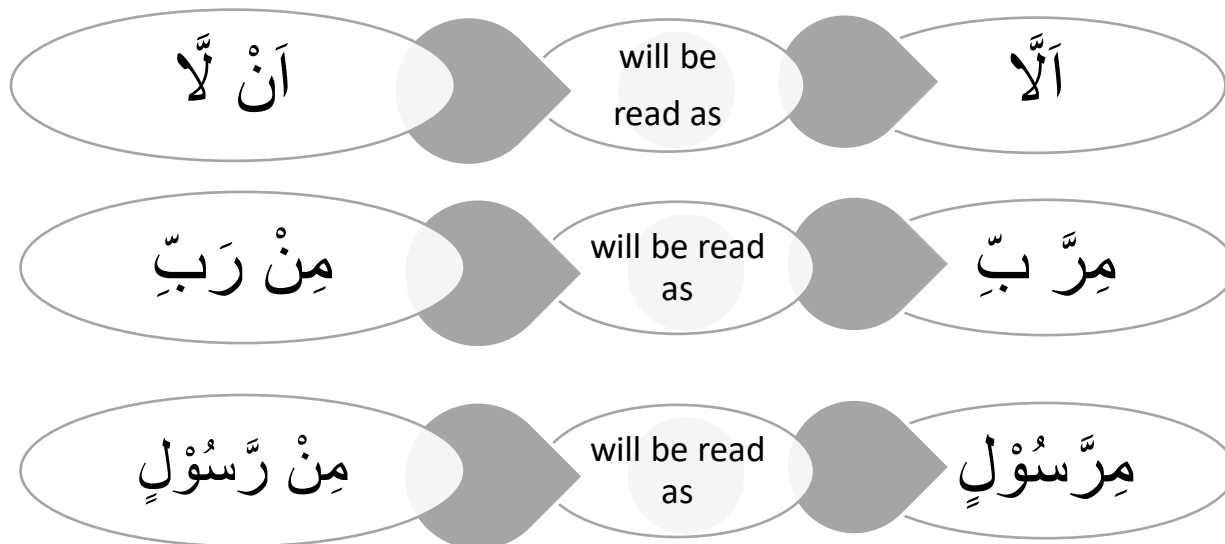 اَنْ لَّا
will be
read as
اَلَّا
مِنْ رَبِّ
will be read
as
مِرَّ بِّ
مِنْ رَّسُوْلٍ
will be read
as
مِرَّسُوْلٍ